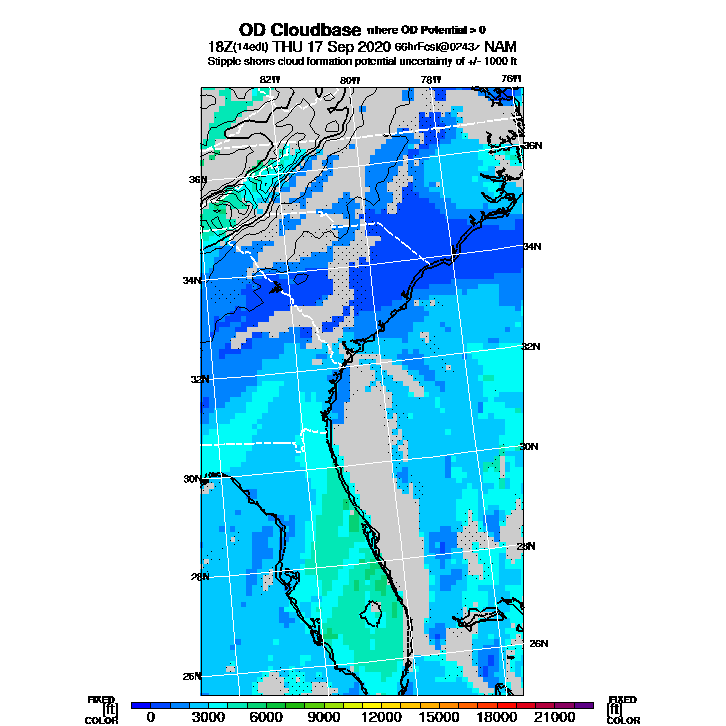 OD Cloudbase where OD Potential > 0
18Z(14edt) THU 17 Sep 2020 66hrFcst@0243z NAM
Stipple shows cloud formation potential uncertainty of +/- 1000 ft
82W 80W 78W 76W
36N
36N
34N
34N
32N
32N
30N
30N
28N
28N
26N
26N
FIXED FIXED
[ft] [ft]
COLOR 0 3000 6000 9000 12000 15000 18000 21000 COLOR